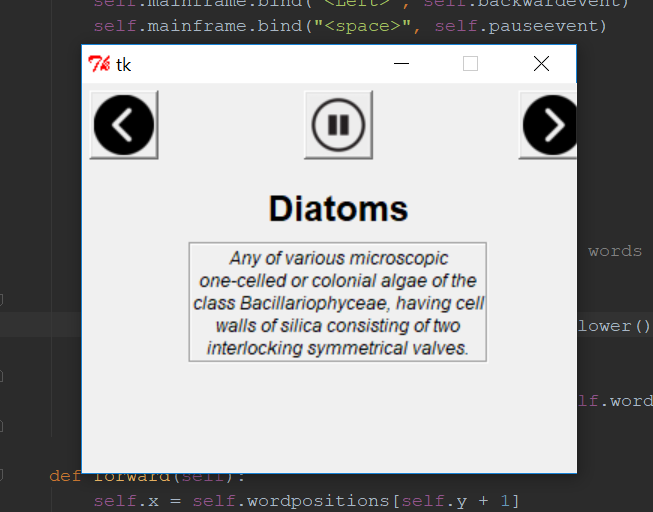 self.mainframe.bind("<Left>", self.backwardevent)
self.mainframe.bind("<space>", self.pauseevent)
tk
Diatoms
Any of various microscopic
one-celled or colonial algae of the
class Bacillariophyceae, having cell
walls of silica consisting of two
interlocking symmetrical valves.
words
lower()
lf.word
def forward(self):
self.x = self.wordpositions[self.y + 1]